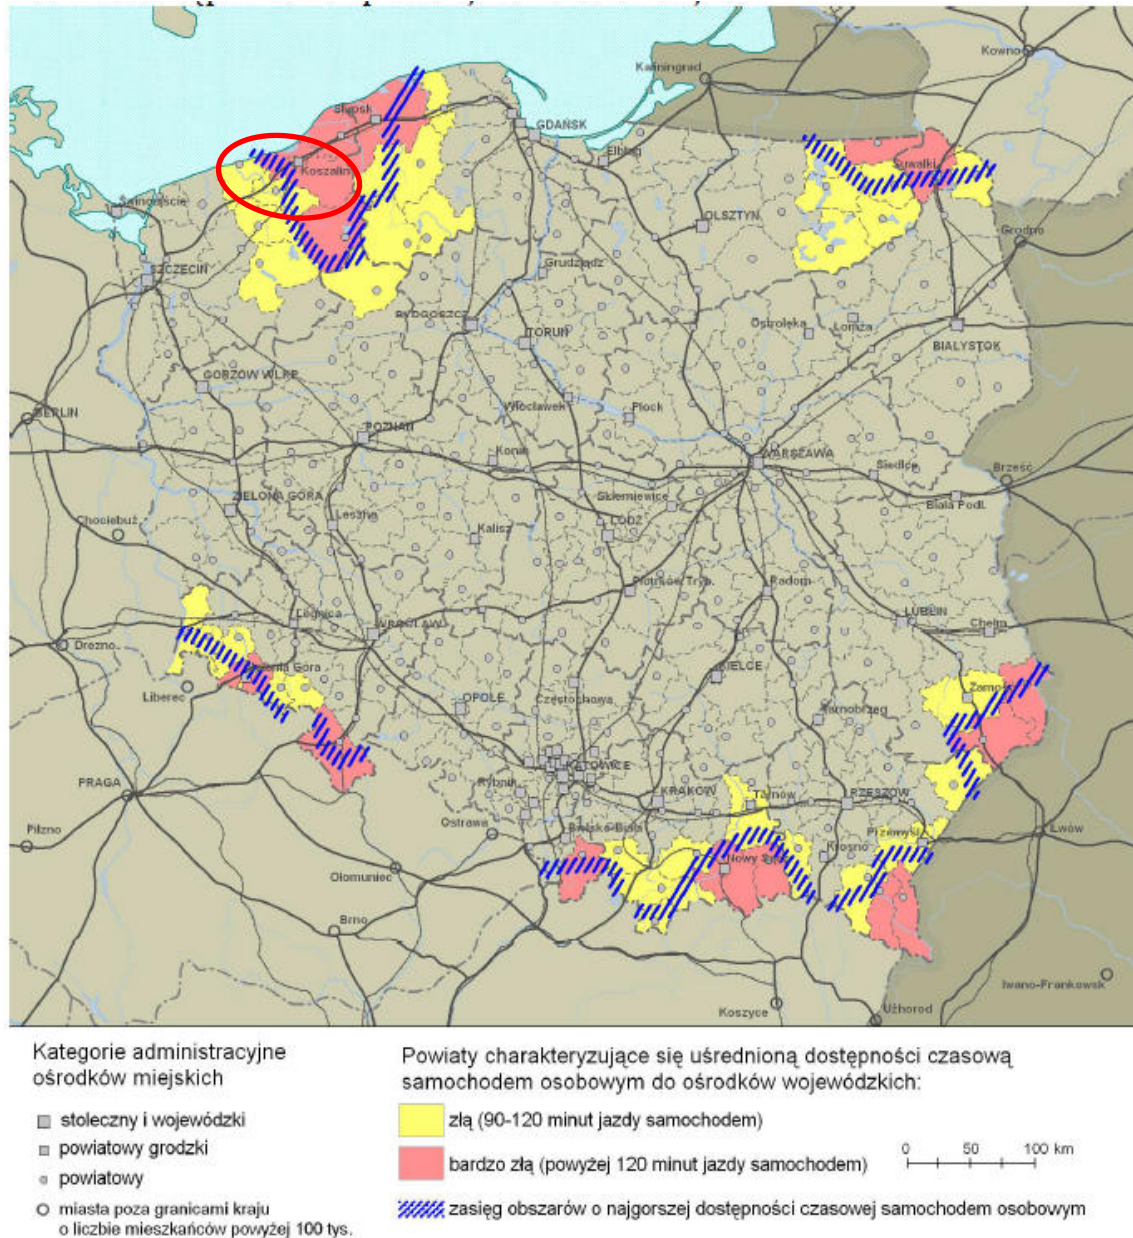 Kaliningrad
Kowno
Słupsk
GDAŃSK
Elbląg
Koszalin
Suwałki
Świnoujście
OLSZTYN
Grodno
SZCZECIN
Grudziądz
BYDGOSZCZ
TORUŃ
Ostrołęka
Łomża
BIAŁYSTOK
GORZÓW WLKP.
BERLIN
Włocławek
Płock
POZNAŃ
Konin
WARSZAWA
Siedlce
Brześć
Skierniewice
Biała Podl.
ZIELONA GÓRA
Leszno
Chociebuż
Kalisz
ŁÓDŹ
Piotrków Tryb.
Radom
Legnica
LUBLIN
WROCŁAW
Chełm
Drezno
Jelenia Góra
KIELCE
Liberec
Zamość
OPOLE
Częstochowa
Tarnobrzeg
KATOWICE
PRAGA
Rybnik
KRAKÓW
Tarnów
RZESZÓW
Ostrawa
Bielsko-Biała
Przemyśl
Lwów
Pilzno
Krosno
Nowy Sącz
Ołomuniec
Brno
Iwano-Frankowsk
Koszyce
Użhorod
Kategorie administracyjne
ośrodków miejskich
stołeczny i wojewódzki
powiatowy grodzki
powiatowy
miasta poza granicami kraju
o liczbie mieszkańców powyżej 100 tys.
Powiaty charakteryzujące się uśrednioną dostępności czasową
samochodem osobowym do ośrodków wojewódzkich:
złą (90-120 minut jazdy samochodem)
0 50 100 km
bardzo złą (powyżej 120 minut jazdy samochodem)
zasięg obszarów o najgorszej dostępności czasowej samochodem osobowym